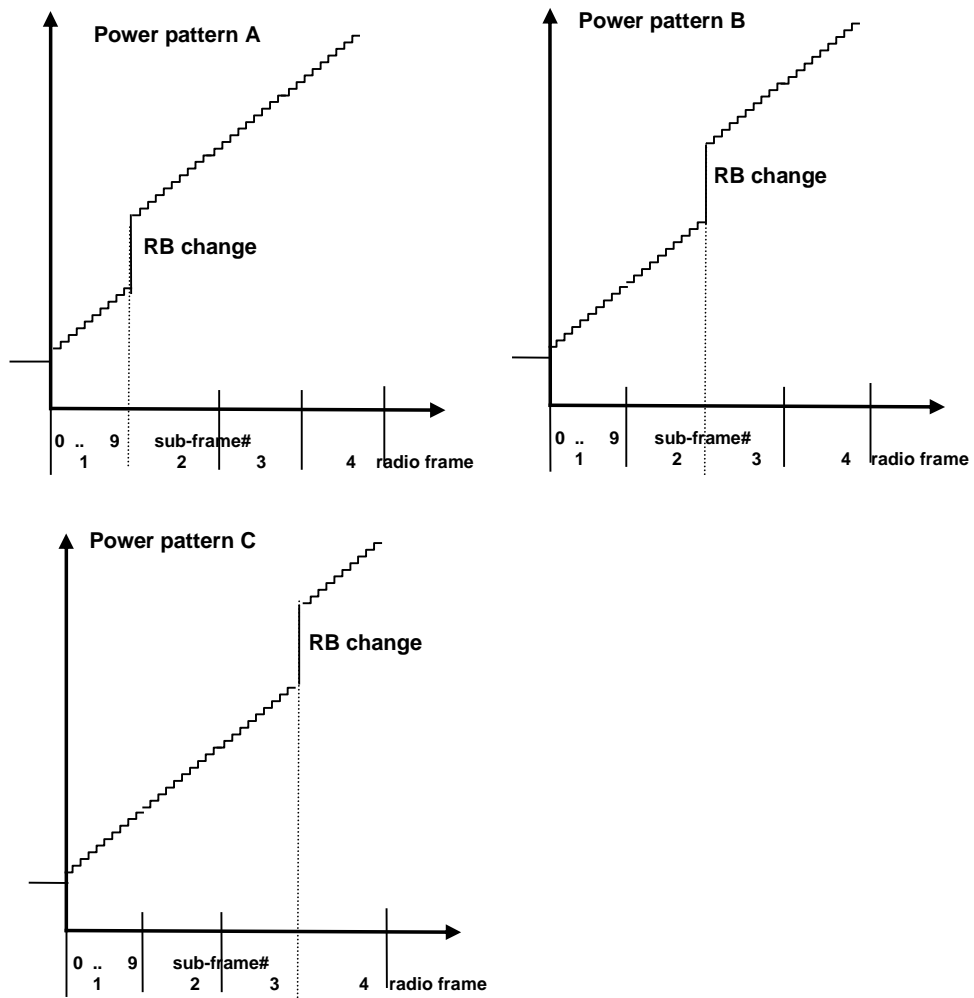 Power pattern A
RB change
0 .. 9 sub-frame#
1 2 3 4 radio frame
Power pattern B
RB change
0 .. 9 sub-frame#
1 2 3 4 radio frame
Power pattern C
RB change
0 .. 9 sub-frame#
1 2 3 4 radio frame